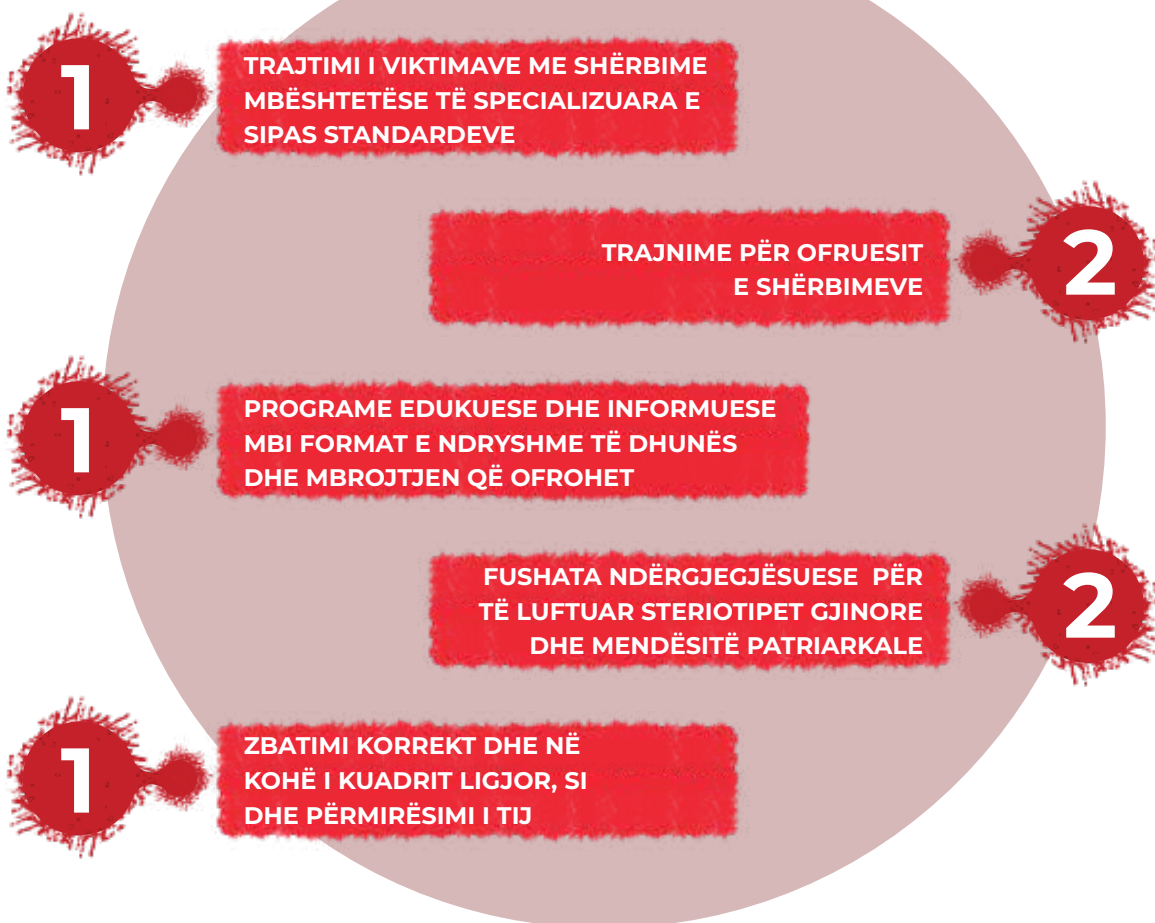 1
TRAJTIMI I VIKTIMAVE ME SHËRBIME
MBËSHTETËSE TË SPECIALIZUARA E
SIPAS STANDARDEVE
TRAJNIME PËR OFRUESIT
E SHËRBIMEVE
2
1
PROGRAME EDUKUESE DHE INFORMUESE
MBI FORMAT E NDRYSHME TË DHUNËS
DHE MBROJTJEN QË OFROHET
FUSHATA NDËRGJEGJËSUESE PËR
TË LUFTUAR STERIOTIPET GJINORE
DHE MENDËSITË PATRIARKALE
2
1
ZBATIMI KORREKT DHE NË
KOHË I KUADRIT LIGJOR, SI
DHE PËRMIRËSIMI I TIJ